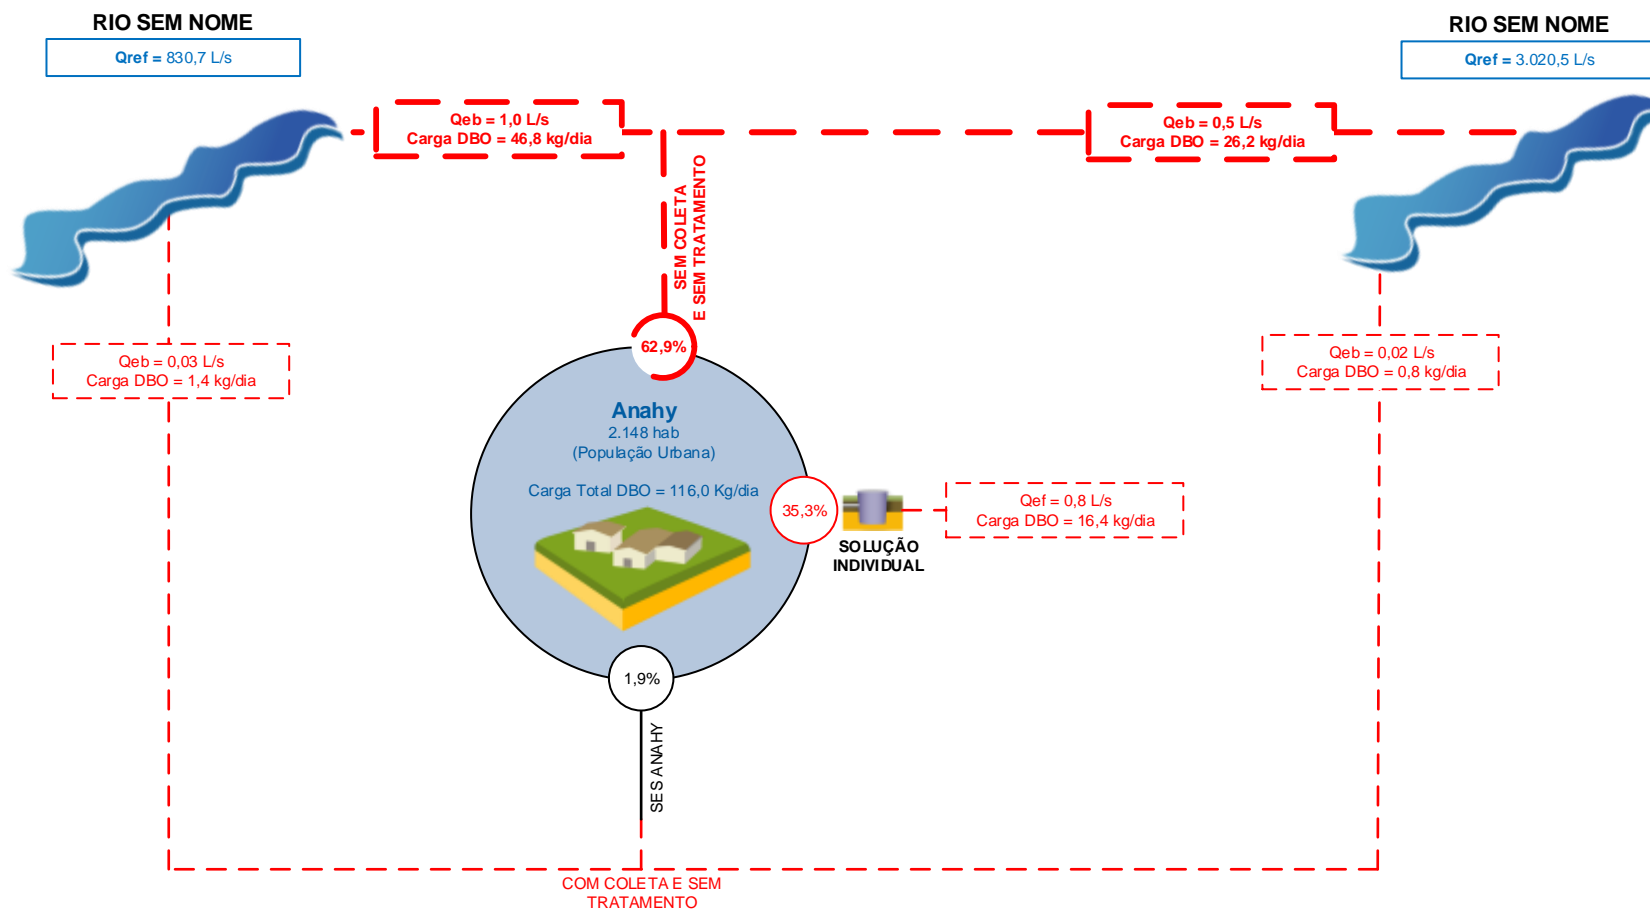 RIO SEM NOME
Qref = 830,7 L/s
RIO SEM NOME
Qref = 3.020,5 L/s
Qeb = 1,0 L/s
Carga DBO = 46,8 kg/dia
Qeb = 0,5 L/s
Carga DBO = 26,2 kg/dia
SEM COLETA
E SEM TRATAMENTO
62,9%
Qeb = 0,03 L/s
Carga DBO = 1,4 kg/dia
Qeb = 0,02 L/s
Carga DBO = 0,8 kg/dia
Anahy
2.148 hab
(População Urbana)
Carga Total DBO = 116,0 Kg/dia
35,3%
SOLUÇÃO
INDIVIDUAL
Qef = 0,8 L/s
Carga DBO = 16,4 kg/dia
1,9%
SES ANAHY
COM COLETA E SEM
TRATAMENTO